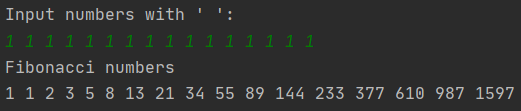 Input numbers with ' ':
1 1 1 1 1 1 1 1 1 1 1 1 1 1 1 1
Fibonacci numbers
1 1 2 3 5 8 13 21 34 55 89 144 233 377 610 987 1597